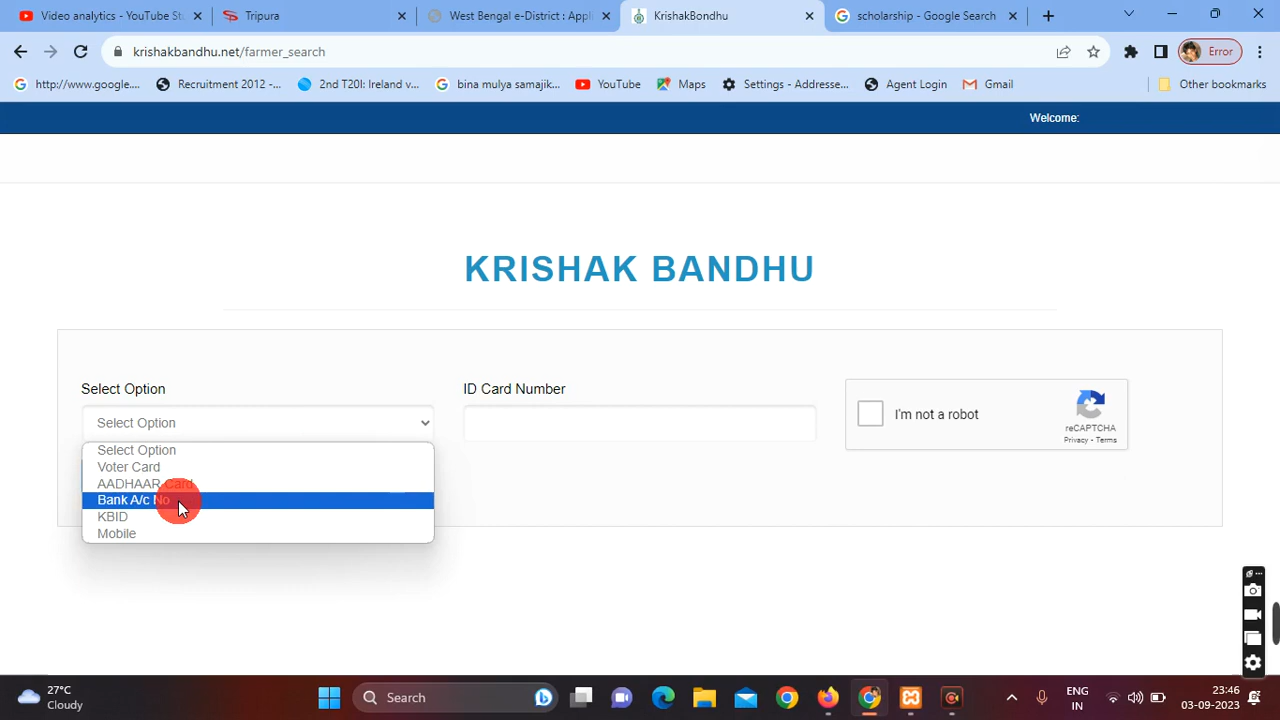 Video analytics - YouTube St
Tripura
West Bengal e-District : Appli
KrishakBondhu
scholarship - Google Search
krishakbandhu.net/farmer_search
Error
http://www.google....
Recruitment 2012 -...
2nd T20I: Ireland v...
bina mulya samajik...
YouTube
Maps
Settings - Addresse...
Agent Login
Gmail
Other bookmarks
Welcome:
KRISHAK BANDHU
Select Option
ID Card Number
Select Option
I'm not a robot
reCAPTCHA
Privacy - Terms
Select Option
Voter Card
AADHAAR Card
Bank A/c No
KBID
Mobile
27°C
Cloudy
Search
ENG
IN
23:46
03-09-2023